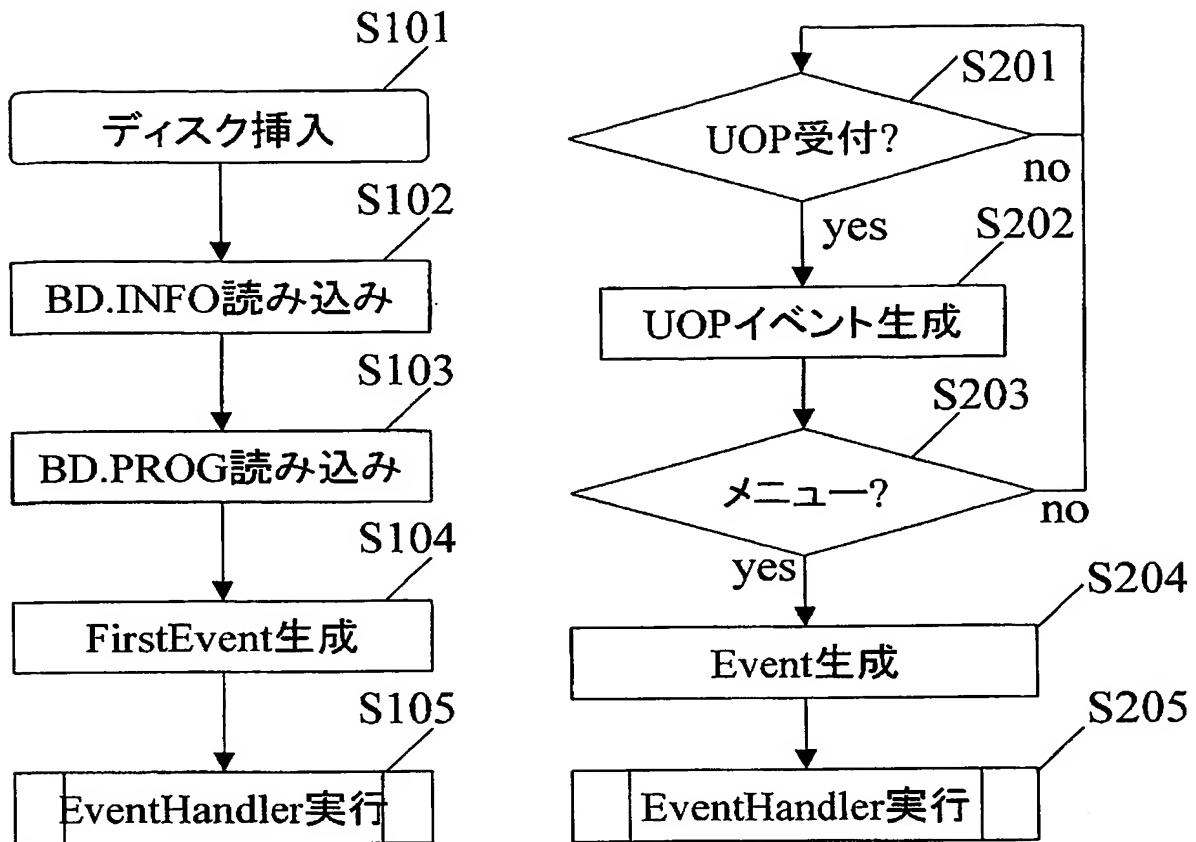 S101
ディスク挿入
S102
BD.INFO読み込み
S103
BD.PROG読み込み
S104
FirstEvent生成
S105
EventHandler実行
S201
UOP受付?
no
yes
S202
UOPイベント生成
S203
メニュー?
no
yes
S204
Event生成
S205
EventHandler実行